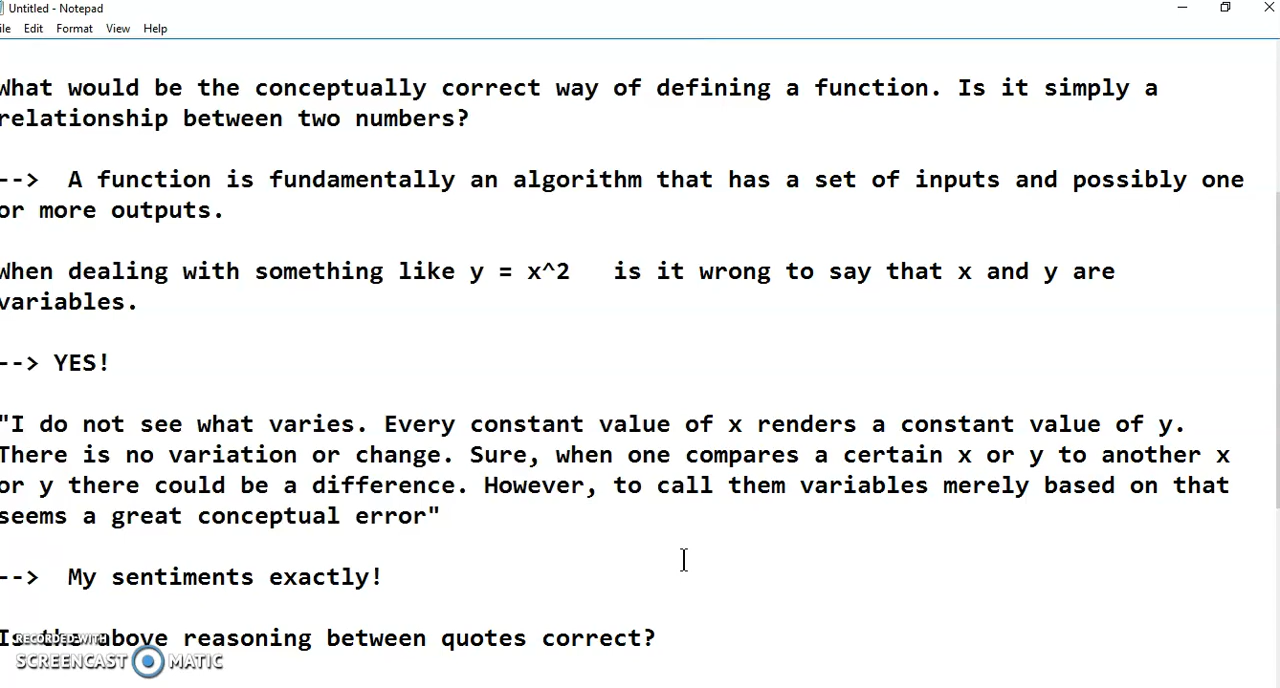 Untitled - Notepad
ile Edit Format View Help
What would be the conceptually correct way of defining a function. Is it simply a
relationship between two numbers?
--> A function is fundamentally an algorithm that has a set of inputs and possibly one
or more outputs.
When dealing with something like y = x^2 is it wrong to say that x and y are
variables.
--> YES!
"I do not see what varies. Every constant value of x renders a constant value of y.
There is no variation or change. Sure, when one compares a certain x or y to another x
or y there could be a difference. However, to call them variables merely based on that
seems a great conceptual error"
--> My sentiments exactly!
Is the above reasoning between quotes correct?
RECORDED WITH
SCREENCAST MATIC